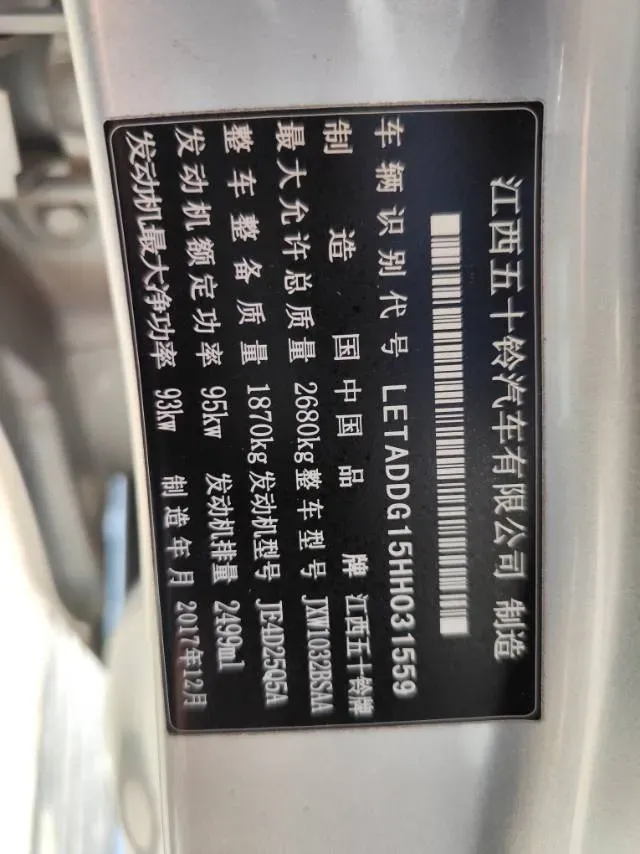 江西五十铃汽车有限公司 制造
车辆识别代号 LETADDG15HH031559
制造国 中国 品牌 江西五十铃牌
最大允许总质量 2680kg 整车型号 JXW1032BSAA
整车整备质量 1870kg 发动机型号 JE4D25Q5A
发动机额定功率 95kw 发动机排量 2499ml
发动机最大净功率 93kw 制造年月 2017年12月